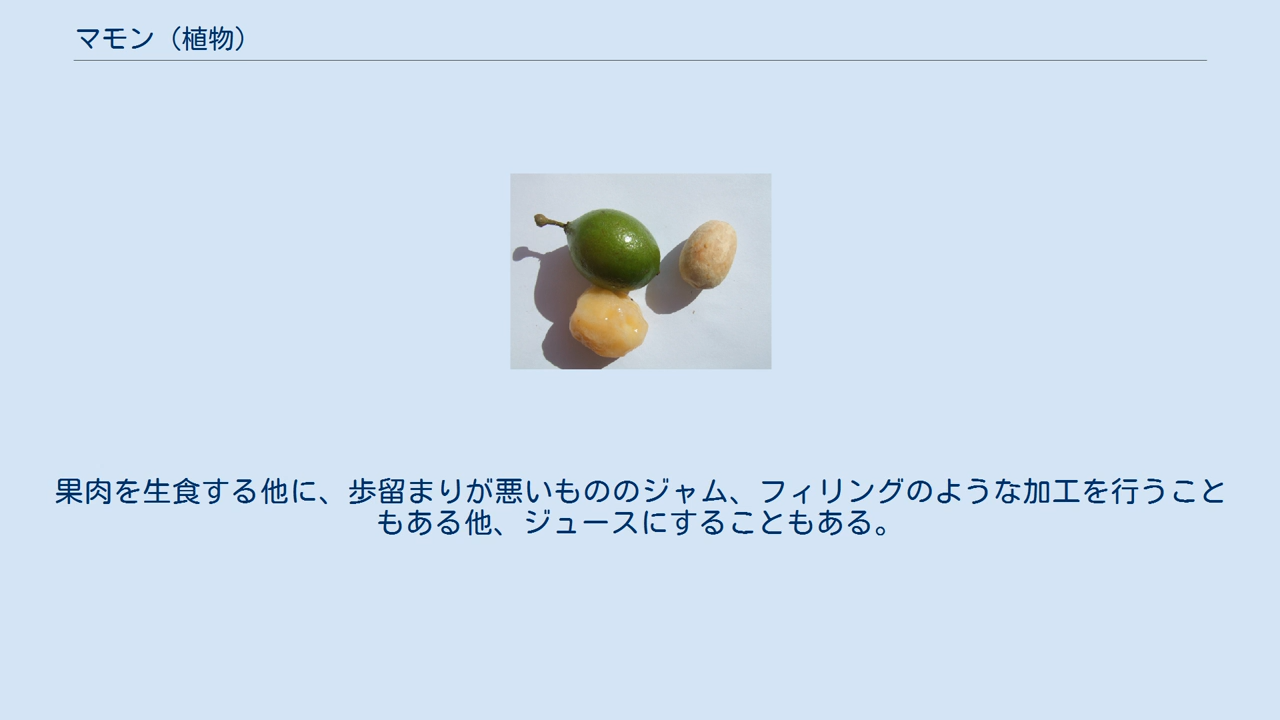 マモン（植物）
果肉を生食する他に、歩留まりが悪いもののジャム、フィリングのような加工を行うこと
もある他、ジュースにすることもある。